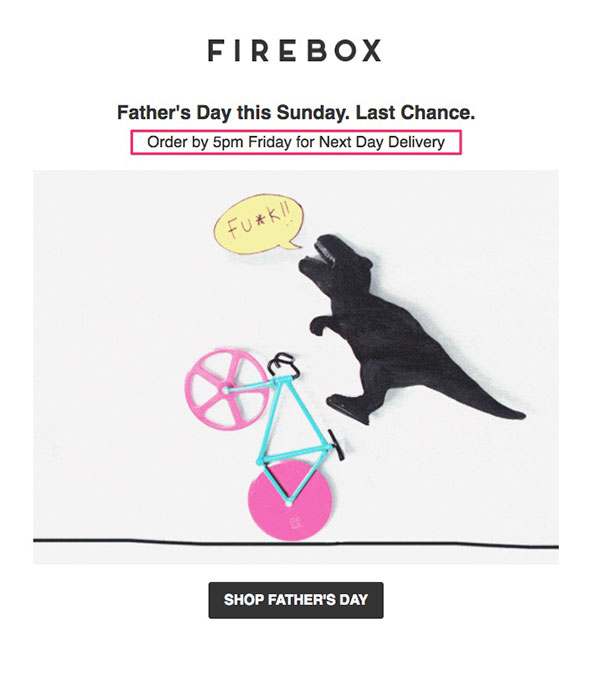 FIREBOX
Father's Day this Sunday. Last Chance.
Order by 5pm Friday for Next Day Delivery
FU*K!!
SHOP FATHER'S DAY